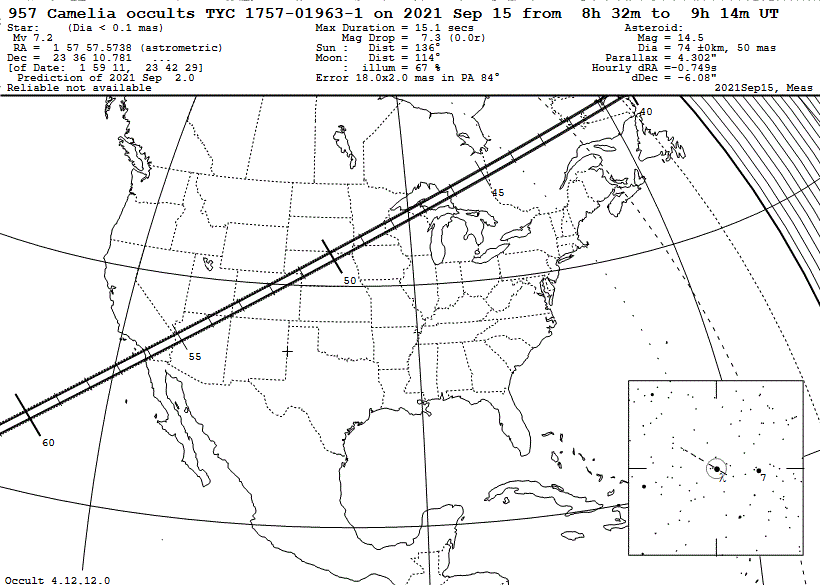 957 Camelia occults TYC 1757-01963-1 on 2021 Sep 15 from  8h 32m to  9h 14m UT
Star:    (Dia < 0.1 mas)
Mv 7.2
RA =  1 57 57.5738 (astrometric)
Dec =  23 36 10.781   ...
[of Date:  1 59 11,  23 42 29]
Prediction of 2021 Sep  2.0
Reliable not available
Max Duration = 15.1 secs
Mag Drop =  7.3 (0.0r)
Sun :   Dist = 136°
Moon:   Dist = 114°
:  illum = 67 %
Error 18.0x2.0 mas in PA 84°
Asteroid:
Mag = 14.5
Dia = 74 ±0km, 50 mas
Parallax = 4.302"
Hourly dRA =-0.749s
dDec = -6.08"
2021Sep15, Meas
40
45
50
55
60
7
Occult 4.12.12.0